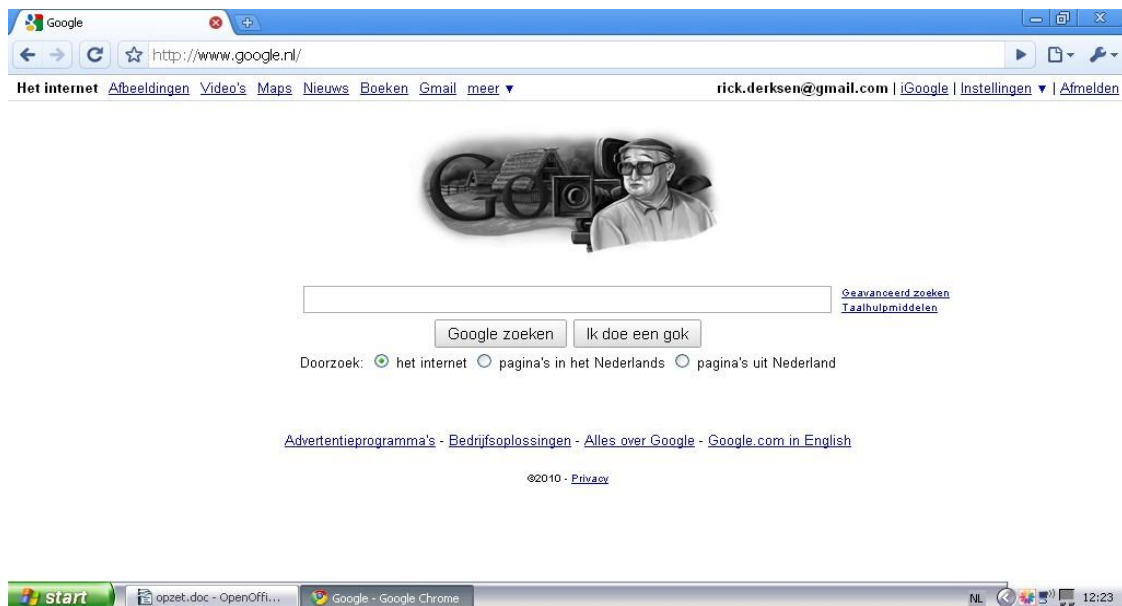 Google
http://www.google.nl/
Het internet Afbeeldingen Video's Maps Nieuws Boeken Gmail meer ▼ rick.derksen@gmail.com | iGoogle | Instellingen ▼ | Afmelden
Goo
Geavanceerd zoeken
Taalhulpmiddelen
Google zoeken Ik doe een gok
Doorzoek: het internet pagina's in het Nederlands pagina's uit Nederland
Advertentieprogramma's - Bedrijfsoplossingen - Alles over Google - Google.com in English
©2010 - Privacy
start opzet.doc - OpenOffi... Google - Google Chrome NL 12:23